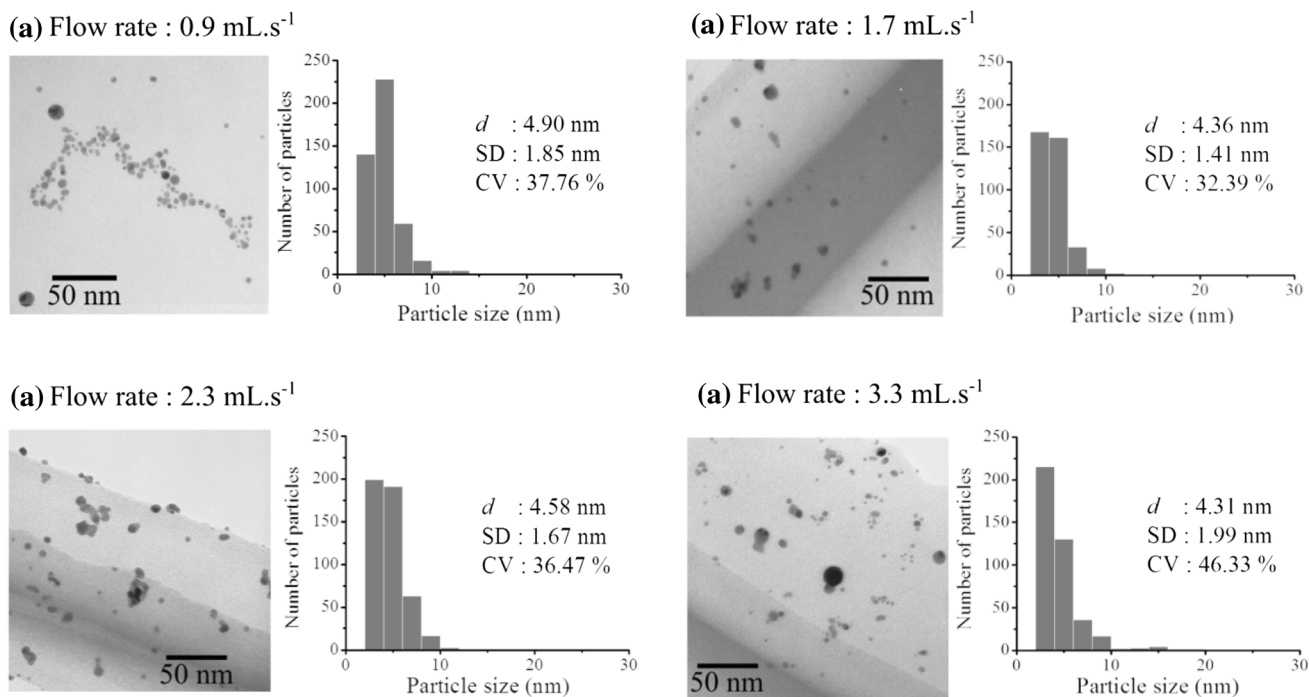 (a) Flow rate : 0.9 mL.s⁻¹
50 nm
Number of particles
250
200
150
100
50
0
d : 4.90 nm
SD : 1.85 nm
CV : 37.76 %
0 10 20 30
Particle size (nm)
(a) Flow rate : 1.7 mL.s⁻¹
50 nm
Number of particles
250
200
150
100
50
0
d : 4.36 nm
SD : 1.41 nm
CV : 32.39 %
0 10 20 30
Particle size (nm)
(a) Flow rate : 2.3 mL.s⁻¹
50 nm
Number of particles
250
200
150
100
50
0
d : 4.58 nm
SD : 1.67 nm
CV : 36.47 %
0 10 20 30
Particle size (nm)
(a) Flow rate : 3.3 mL.s⁻¹
50 nm
Number of particles
250
200
150
100
50
0
d : 4.31 nm
SD : 1.99 nm
CV : 46.33 %
0 10 20 30
Particle size (nm)